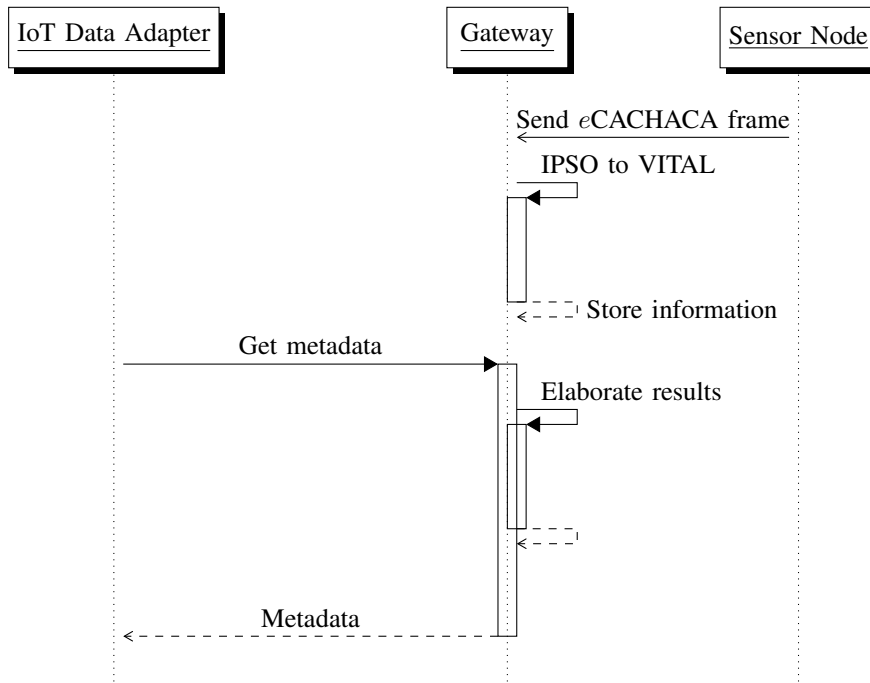 IoT Data Adapter
Gateway
Sensor Node
Send eCACHACA frame
IPSO to VITAL
Store information
Get metadata
Elaborate results
Metadata